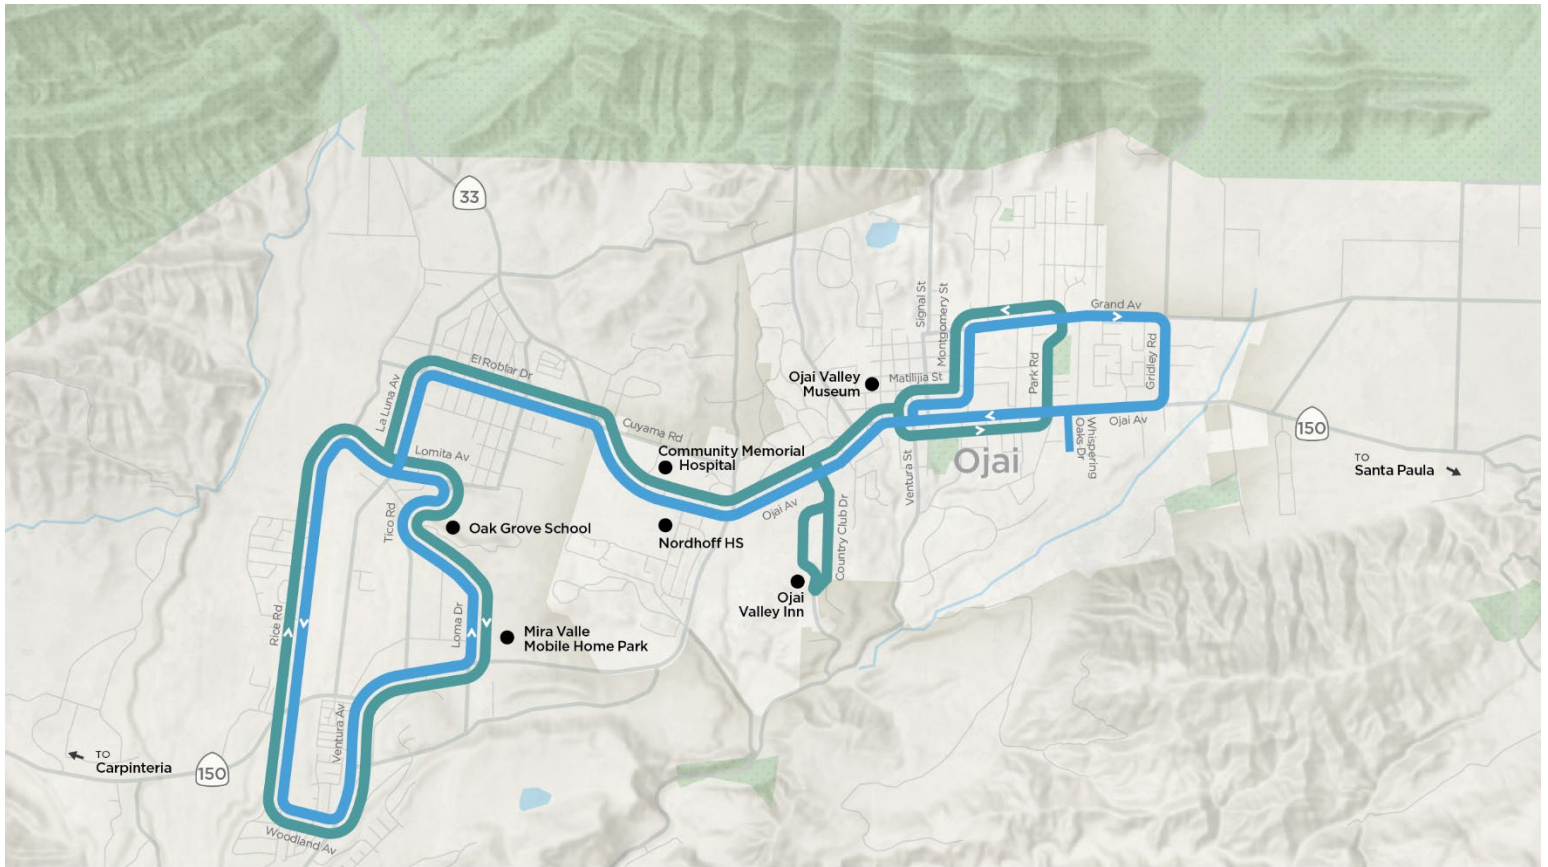 33
Grand Av
Signal St
Montgomery St
Gridley Rd
El Roblar Dr
Park Rd
Ojai Valley
Museum
Matilijia St
La Luna Av
Ojai Av
Whispering
Oaks Dr
150
Cuyama Rd
Lomita Av
Community Memorial
Hospital
Ojai
TO
Santa Paula
Ventura St
Ojai Av
Tico Rd
Oak Grove School
Nordhoff HS
Country Club Dr
Ojai
Valley Inn
Rice Rd
Loma Dr
Mira Valle
Mobile Home Park
Ventura Av
TO
Carpinteria
150
Woodland Av